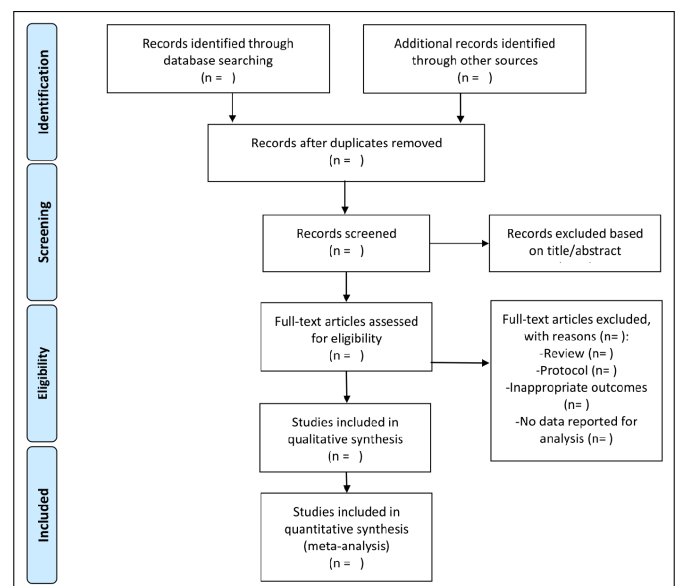 Identification
Records identified through
database searching
(n =   )
Additional records identified
through other sources
(n =   )
Records after duplicates removed
(n =   )
Screening
Records screened
(n =   )
Records excluded based
on title/abstract
Eligibility
Full-text articles assessed
for eligibility
(n =   )
Full-text articles excluded,
with reasons (n= ):
-Review (n= )
-Protocol (n= )
-Inappropriate outcomes
(n= )
-No data reported for
analysis (n= )
Studies included in
qualitative synthesis
(n =   )
Included
Studies included in
quantitative synthesis
(meta-analysis)
(n =   )